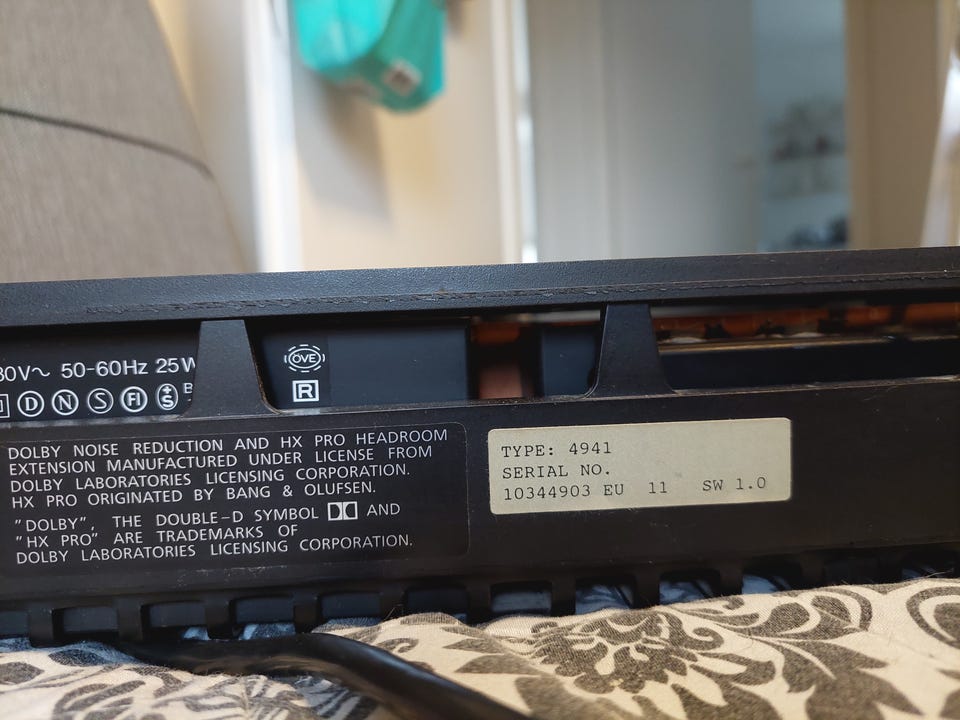 30V~ 50-60Hz 25W
D N S FI S B
OVE
R
DOLBY NOISE REDUCTION AND HX PRO HEADROOM
EXTENSION MANUFACTURED UNDER LICENSE FROM
DOLBY LABORATORIES LICENSING CORPORATION.
HX PRO ORIGINATED BY BANG & OLUFSEN.
"DOLBY", THE DOUBLE-D SYMBOL AND
"HX PRO" ARE TRADEMARKS OF
DOLBY LABORATORIES LICENSING CORPORATION.
TYPE: 4941
SERIAL NO.
10344903 EU 11 SW 1.0